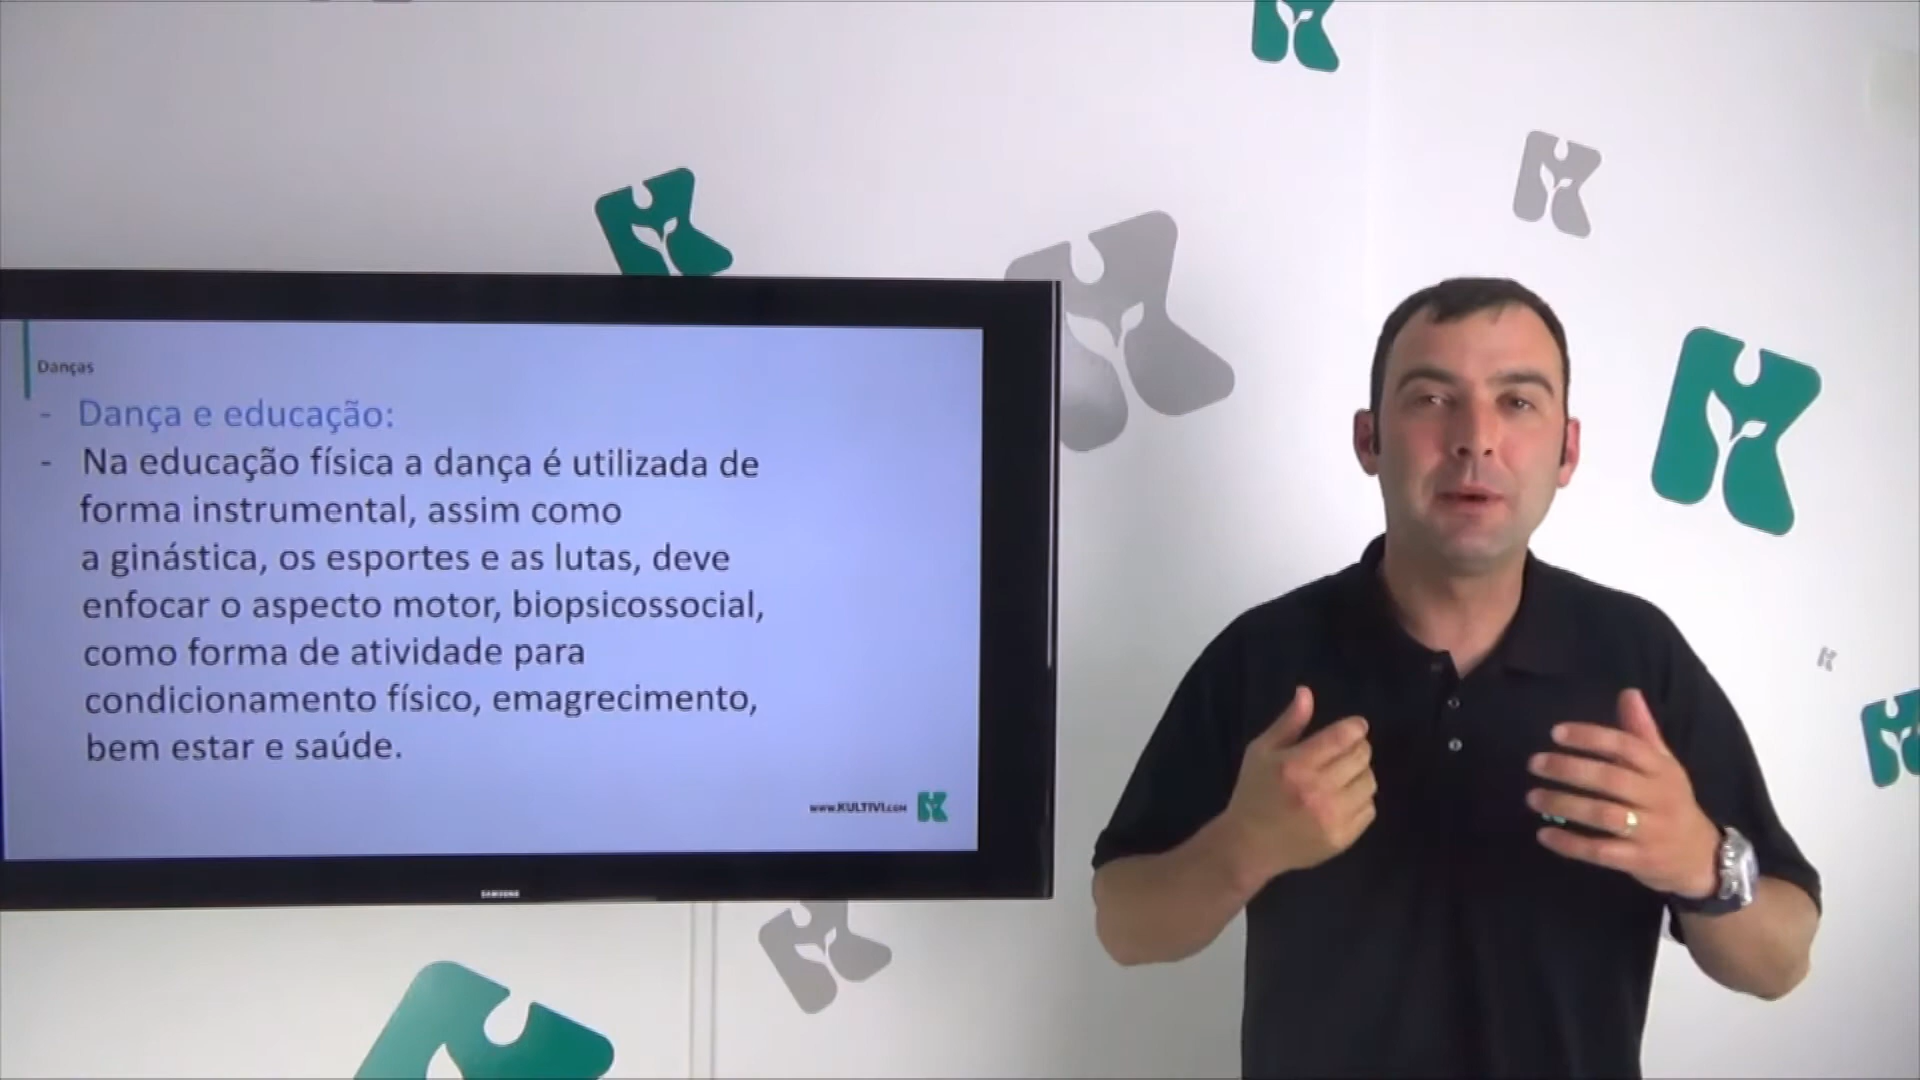 Danças
- Dança e educação:
- Na educação física a dança é utilizada de
forma instrumental, assim como
a ginástica, os esportes e as lutas, deve
enfocar o aspecto motor, biopsicossocial,
como forma de atividade para
condicionamento físico, emagrecimento,
bem estar e saúde.
www.KULTIVI.com
SAMSUNG